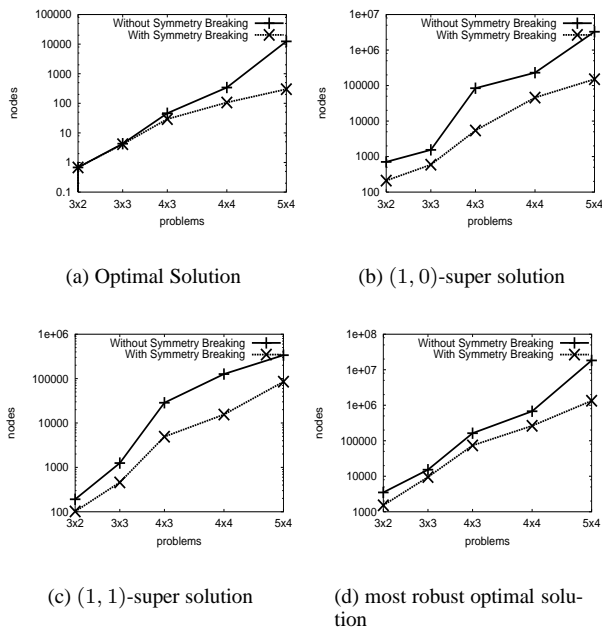 100000
10000
1000
100
10
1
0.1
nodes
Without Symmetry Breaking
With Symmetry Breaking
3x2 3x3 4x3 4x4 5x4
problems
(a) Optimal Solution
1e+07
1e+06
100000
10000
1000
100
nodes
Without Symmetry Breaking
With Symmetry Breaking
3x2 3x3 4x3 4x4 5x4
problems
(b) (1, 0)-super solution
1e+06
100000
10000
1000
100
nodes
Without Symmetry Breaking
With Symmetry Breaking
3x2 3x3 4x3 4x4 5x4
problems
(c) (1, 1)-super solution
1e+08
1e+07
1e+06
100000
10000
1000
nodes
Without Symmetry Breaking
With Symmetry Breaking
3x2 3x3 4x3 4x4 5x4
problems
(d) most robust optimal solu-
tion